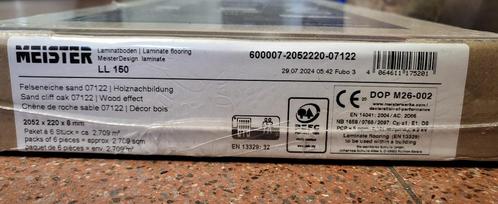 MEISTER
Laminatboden | Laminate flooring
MeisterDesign. laminate
LL 150
600007-2052220-07122
29.07.2024 05:42 Fubo 3
4 064611 175201
Felseneiche sand 07122 | Holznachbildung
Sand cliff oak 07122 | Wood effect
Chêne de roche sable 07122 | Décor bois
2052 x 220 x 8 mm
Paket à 6 Stück = ca. 2,709 m²
packs of 6 pieces = approx. 2.709 sqm
paquet de 6 pièces = env. 2,709 m²
EN 13329: 32
PEFC
CE
DOP M26-002
EN 14041: 2004 / AC: 2006
Laminate flooring (EN 13329)
to be used within a building